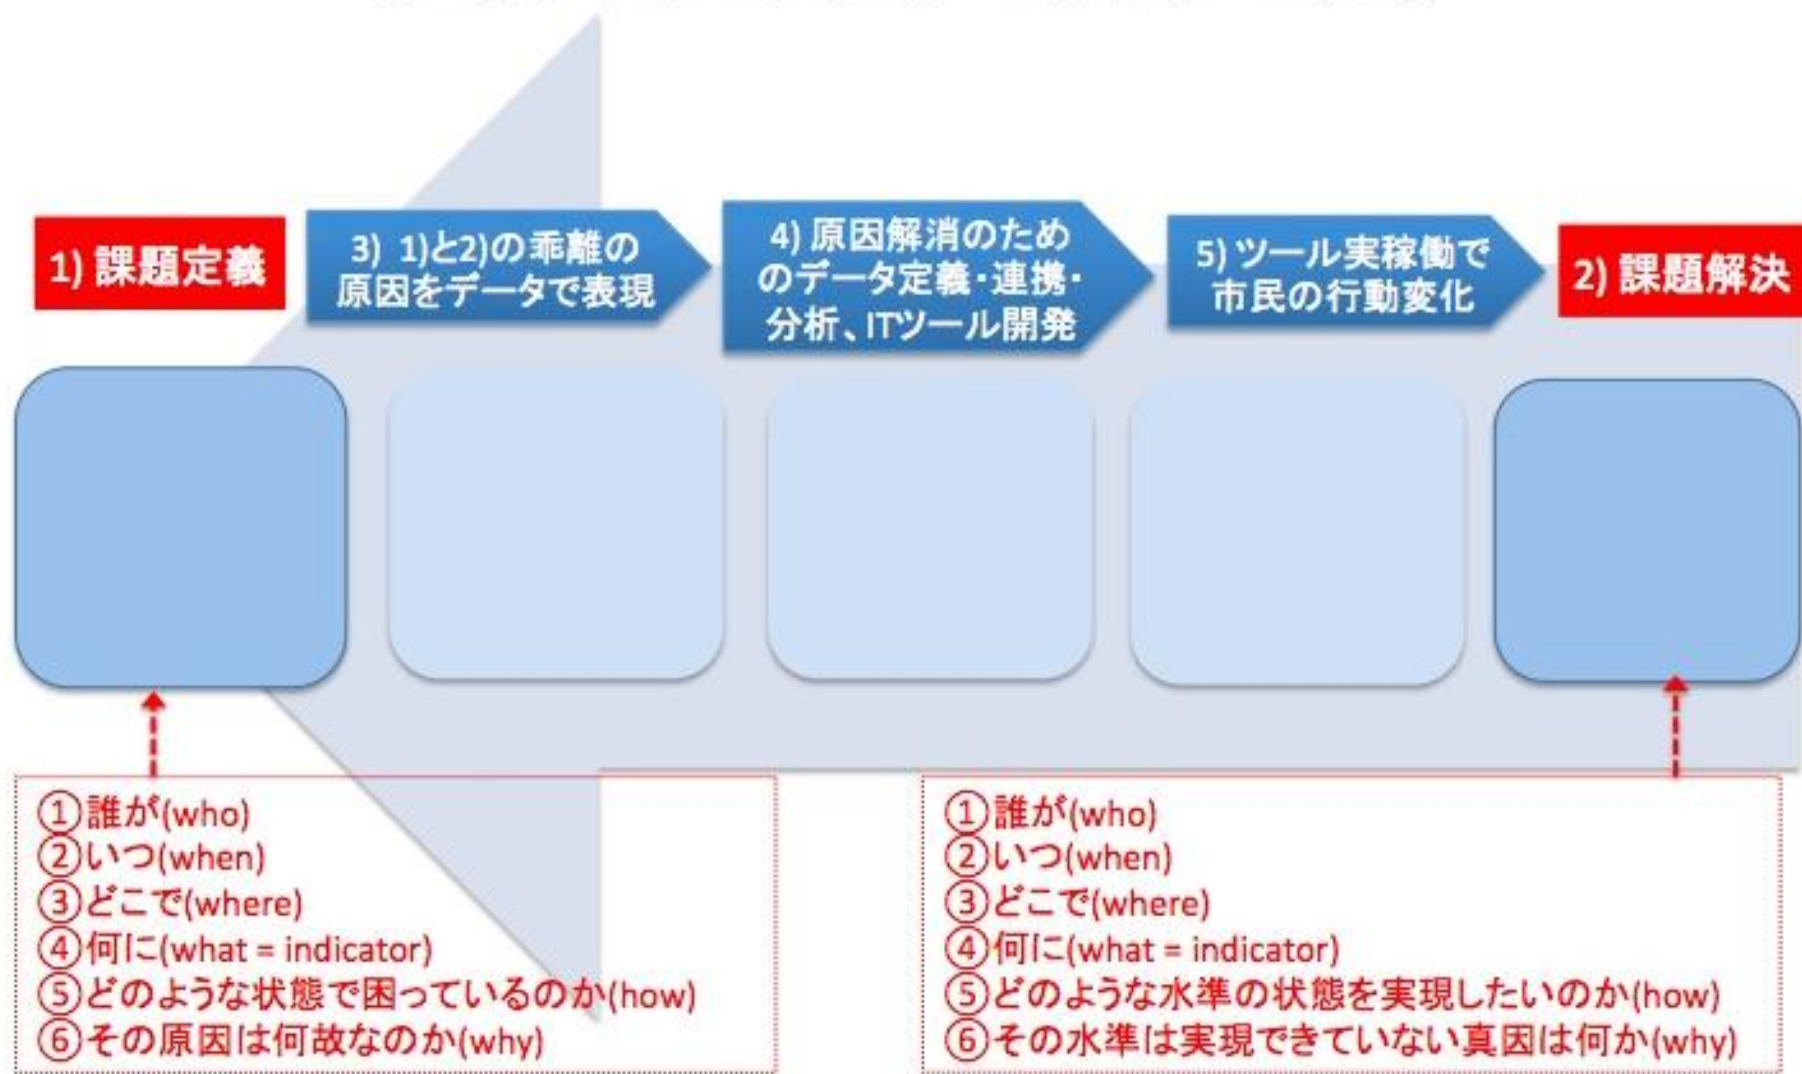 1) 課題定義
3) 1)と2)の乖離の
原因をデータで表現
4) 原因解消のため
のデータ定義・連携・
分析、ITツール開発
5) ツール実稼働で
市民の行動変化
2) 課題解決
①誰が(who)
②いつ(when)
③どこで(where)
④何に(what = indicator)
⑤どのような状態で困っているのか(how)
⑥その原因は何故なのか(why)
①誰が(who)
②いつ(when)
③どこで(where)
④何に(what = indicator)
⑤どのような水準の状態を実現したいのか(how)
⑥その水準は実現できていない真因は何か(why)